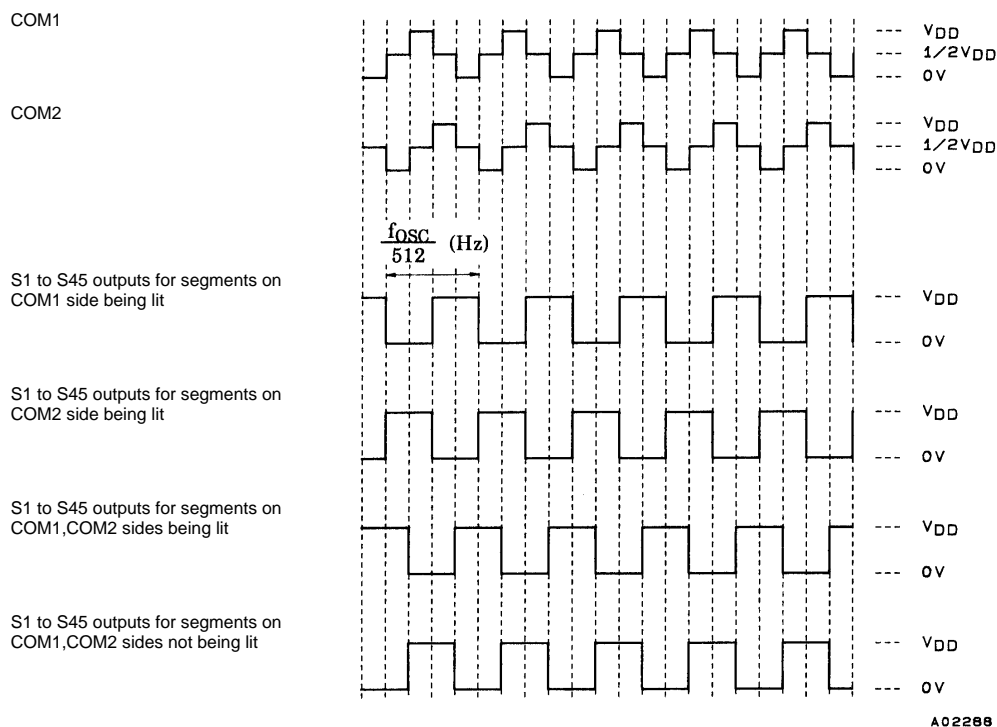 COM1
VDD
1/2VDD
0V
COM2
VDD
1/2VDD
0V
fOSC
512 (Hz)
S1 to S45 outputs for segments on
COM1 side being lit
VDD
0V
S1 to S45 outputs for segments on
COM2 side being lit
VDD
0V
S1 to S45 outputs for segments on
COM1,COM2 sides being lit
VDD
0V
S1 to S45 outputs for segments on
COM1,COM2 sides not being lit
VDD
0V
A02288